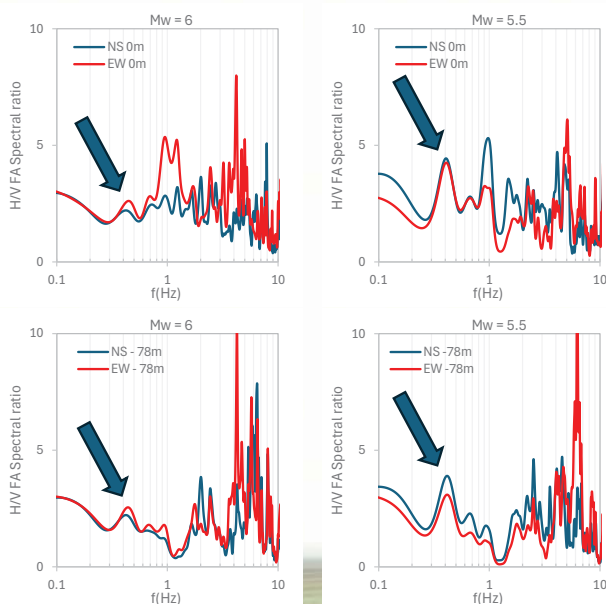 Mw = 6
10
5
0
H/V FA Spectral ratio
NS 0m
EW 0m
0.1
1
10
f(Hz)
Mw = 5.5
10
5
0
H/V FA Spectral ratio
NS 0m
EW 0m
0.1
1
10
f(Hz)
Mw = 6
10
5
0
H/V FA Spectral ratio
NS - 78m
EW - 78m
0.1
1
10
f(Hz)
Mw = 5.5
10
5
0
H/V FA Spectral ratio
NS -78m
EW -78m
0.1
1
10
f(Hz)